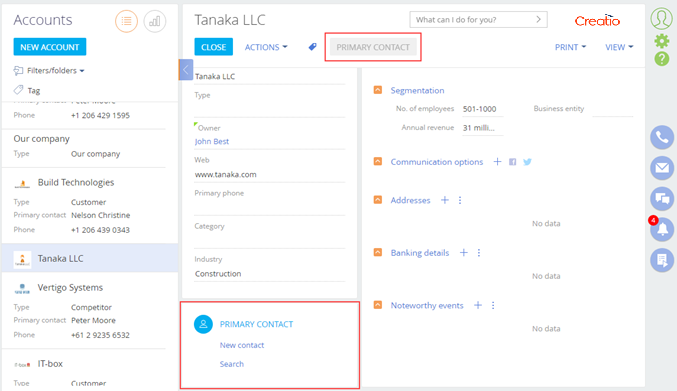 Accounts
NEW ACCOUNT
Filters/folders
Tag
Primary contact Peter Moore
Phone +1 206 429 1595
Our company
Type Our company
Build Technologies
Type Customer
Primary contact Nelson Christine
Phone +1 206 439 0343
Tanaka LLC
Vertigo Systems
Type Competitor
Primary contact Peter Moore
Phone +61 2 9235 6532
IT-box
Type Customer
Tanaka LLC
What can I do for you?
Creatio
CLOSE
ACTIONS
PRIMARY CONTACT
PRINT
VIEW
Tanaka LLC
Type
Owner
John Best
Web
www.tanaka.com
Primary phone
Category
Industry
Construction
PRIMARY CONTACT
New contact
Search
Segmentation
No. of employees 501-1000 Business entity
Annual revenue 31 milli...
Communication options
Addresses
No data
Banking details
No data
Noteworthy events
No data
4